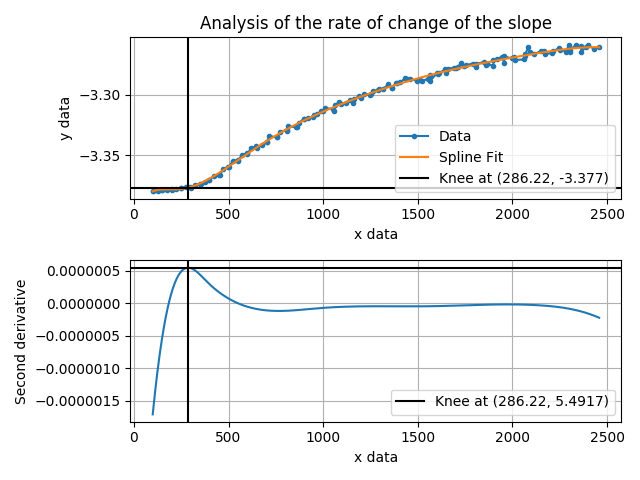 Analysis of the rate of change of the slope
y data
−3.30
−3.35
Data
Spline Fit
Knee at (286.22, -3.377)
0 500 1000 1500 2000 2500
x data
Second derivative
0.0000005
0.0000000
−0.0000005
−0.0000010
−0.0000015
Knee at (286.22, 5.4917)
0 500 1000 1500 2000 2500
x data